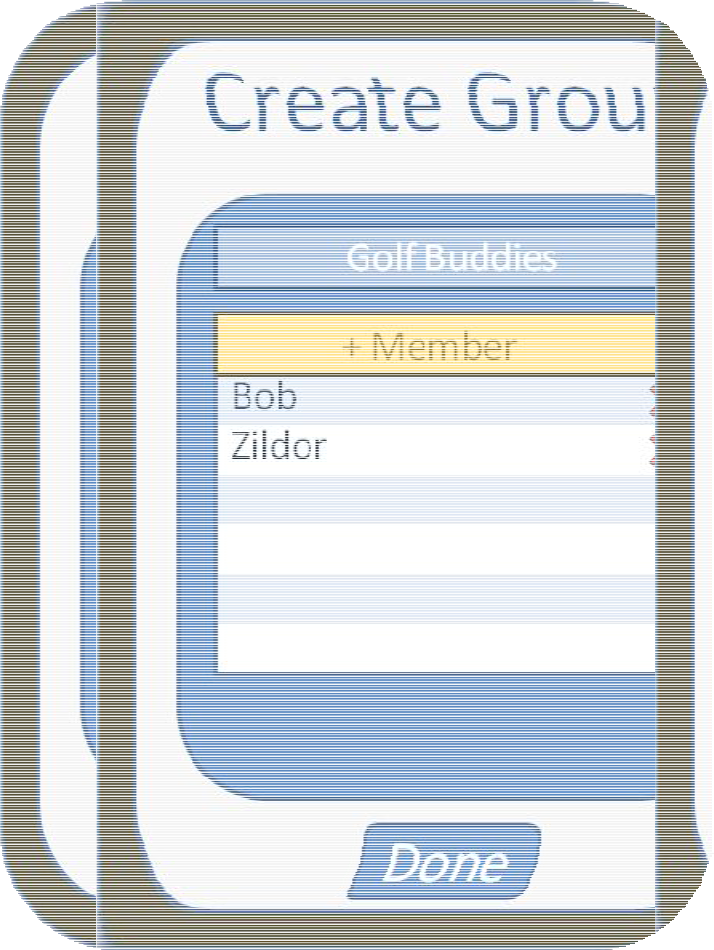 Create Grou
Golf Buddies
+ Member
Bob
Zildor
Done